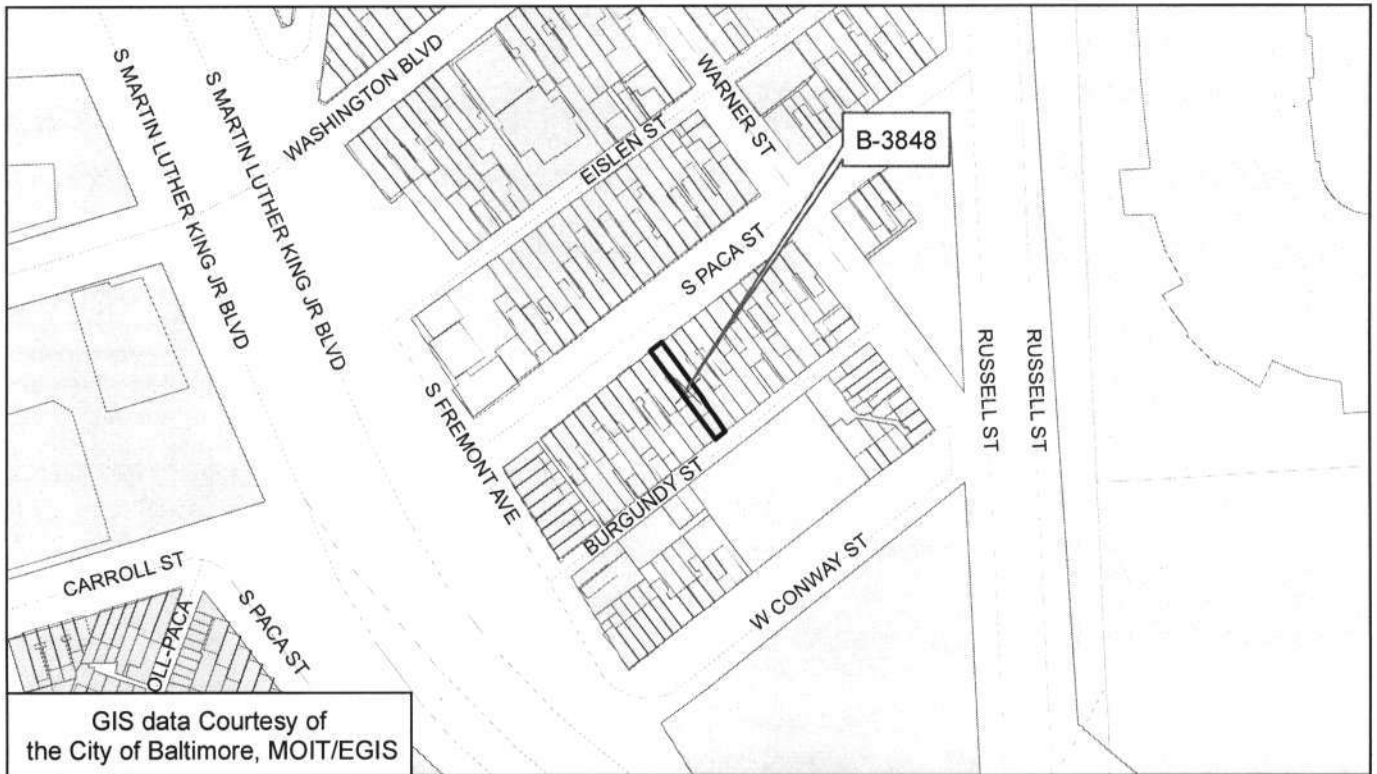 S MARTIN LUTHER KING JR BLVD
S MARTIN LUTHER KING JR BLVD
WASHINGTON BLVD
WARNER ST
EISLEN ST
B-3848
S PACA ST
RUSSELL ST
RUSSELL ST
S FREMONT AVE
BURGUNDY ST
W CONWAY ST
CARROLL ST
S PACA ST
OLL-PACA
GIS data Courtesy of
the City of Baltimore, MOIT/EGIS